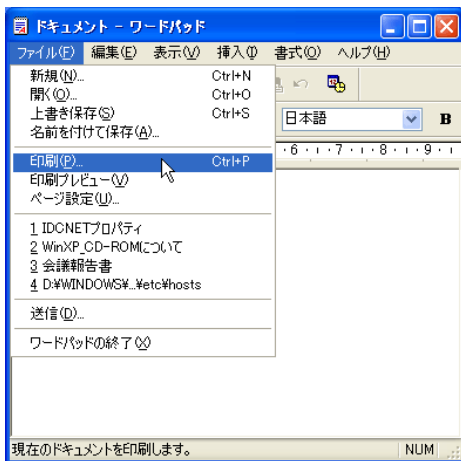 ドキュメント - ワードパッド
ファイル(F) 編集(E) 表示(V) 挿入(I) 書式(O) ヘルプ(H)
新規(N)... Ctrl+N
開く(O)... Ctrl+O
上書き保存(S) Ctrl+S
名前を付けて保存(A)...
日本語 B
印刷(P)... Ctrl+P
·6·ı·7·ı·8·ı·9·ı
印刷プレビュー(V)
ページ設定(U)...
1 IDCNETプロパティ
2 WinXP_CD-ROMについて
3 会議報告書
4 D:¥WINDOWS¥...¥etc¥hosts
送信(D)...
ワードパッドの終了(X)
現在のドキュメントを印刷します。 NUM